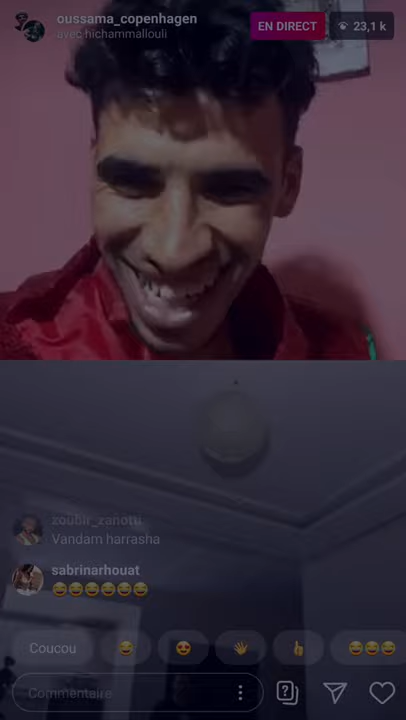 oussama_copenhagen
avec hichammallouli
EN DIRECT
23,1 k
zoubir_zanotti
Vandam harrasha
sabrinarhouat
😂😂😂😂😂😂
Coucou 😂 😍 👋 👍 😂😂😂
Commentaire